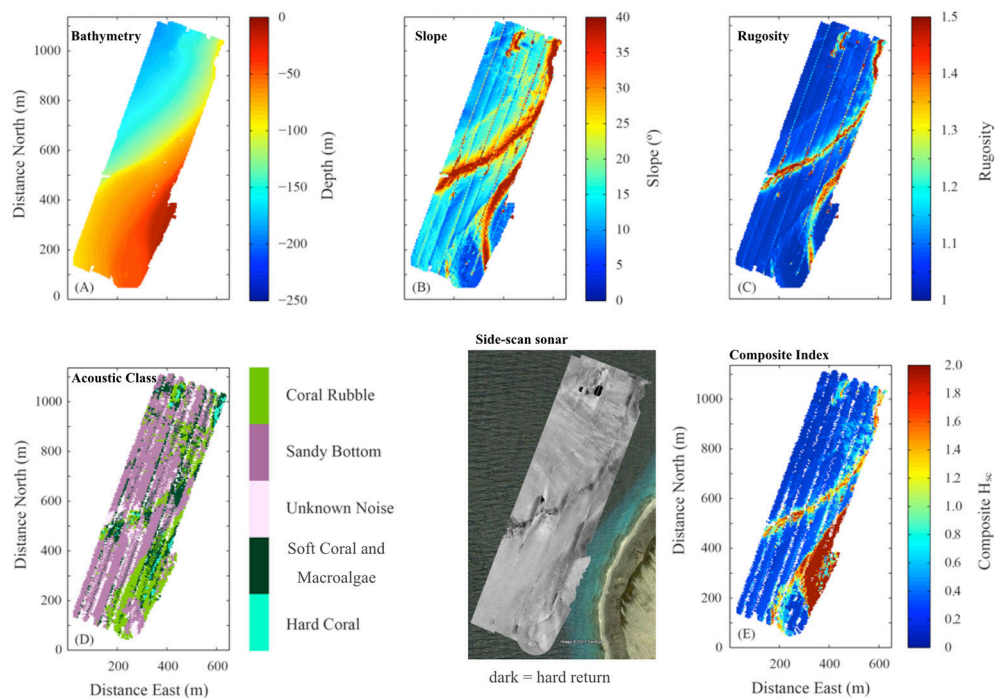 Bathymetry
Distance North (m)
1000
800
600
400
200
0
(A)
0
−50
−100
−150
−200
−250
Depth (m)
Slope
(B)
40
35
30
25
20
15
10
5
0
Slope (º)
Rugosity
(C)
1.5
1.4
1.3
1.2
1.1
1
Rugosity
Acoustic Class
Distance North (m)
1000
800
600
400
200
0
(D)
200 400 600
Distance East (m)
Coral Rubble
Sandy Bottom
Unknown Noise
Soft Coral and
Macroalgae
Hard Coral
Side-scan sonar
dark = hard return
Composite Index
Distance North (m)
1000
800
600
400
200
0
(E)
0 200 400 600
Distance East (m)
2.0
1.8
1.6
1.4
1.2
1.0
0.8
0.6
0.4
0.2
0
Composite Hsc